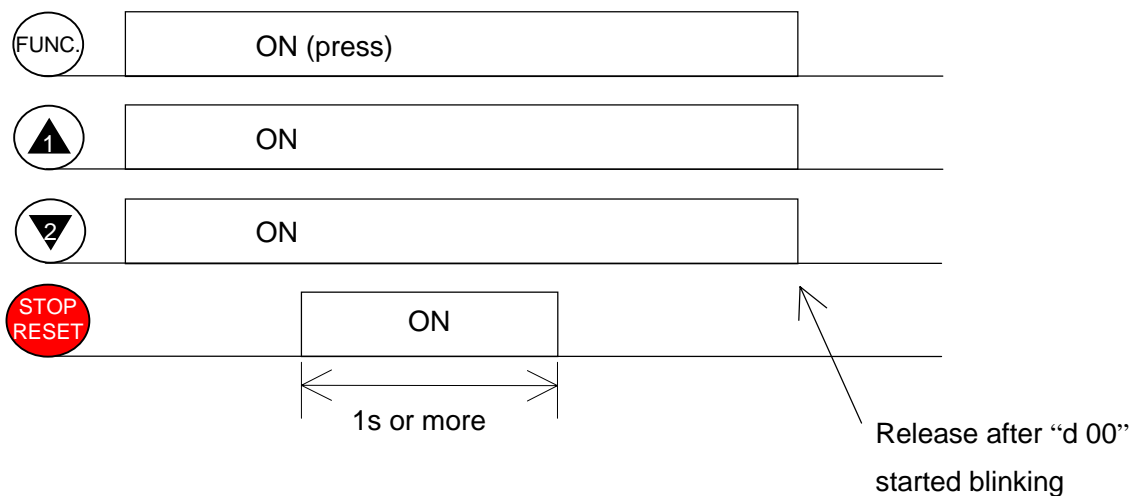 FUNC.
ON (press)
1
ON
2
ON
STOP
RESET
ON
1s or more
Release after “d 00”
started blinking